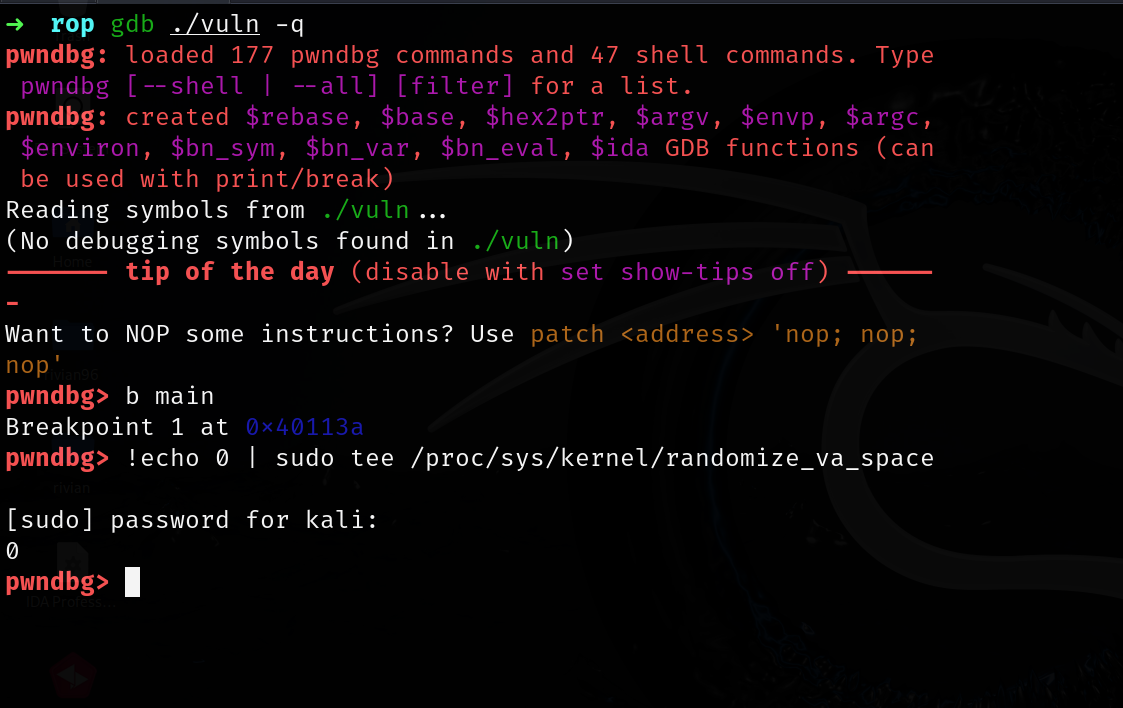 → rop gdb ./vuln -q
pwndbg: loaded 177 pwndbg commands and 47 shell commands. Type
pwndbg [--shell | --all] [filter] for a list.
pwndbg: created $rebase, $base, $hex2ptr, $argv, $envp, $argc,
$environ, $bn_sym, $bn_var, $bn_eval, $ida GDB functions (can
be used with print/break)
Reading symbols from ./vuln...
(No debugging symbols found in ./vuln)
------- tip of the day (disable with set show-tips off) ------
-
Want to NOP some instructions? Use patch <address> 'nop; nop;
nop'
pwndbg> b main
Breakpoint 1 at 0x40113a
pwndbg> !echo 0 | sudo tee /proc/sys/kernel/randomize_va_space
[sudo] password for kali:
0
pwndbg>
Home
rivian